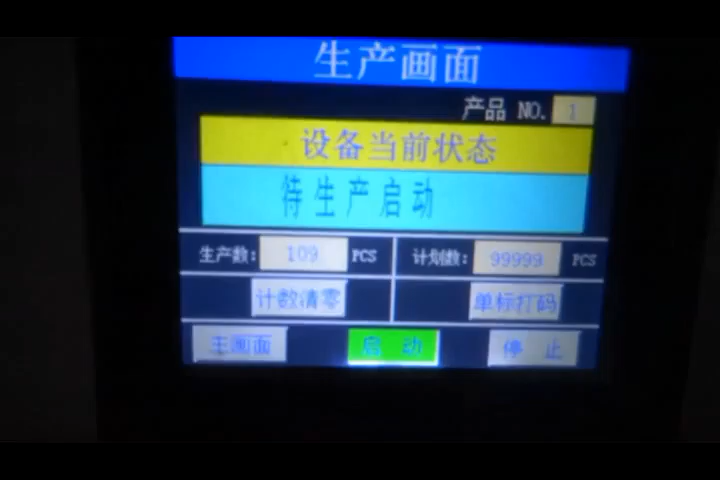 生产画面
产品 NO. 1
设备当前状态
待生产启动
生产数: 109 PCS 计划数: 99999 PCS
计数清零 单标打码
主画面 启 动 停 止